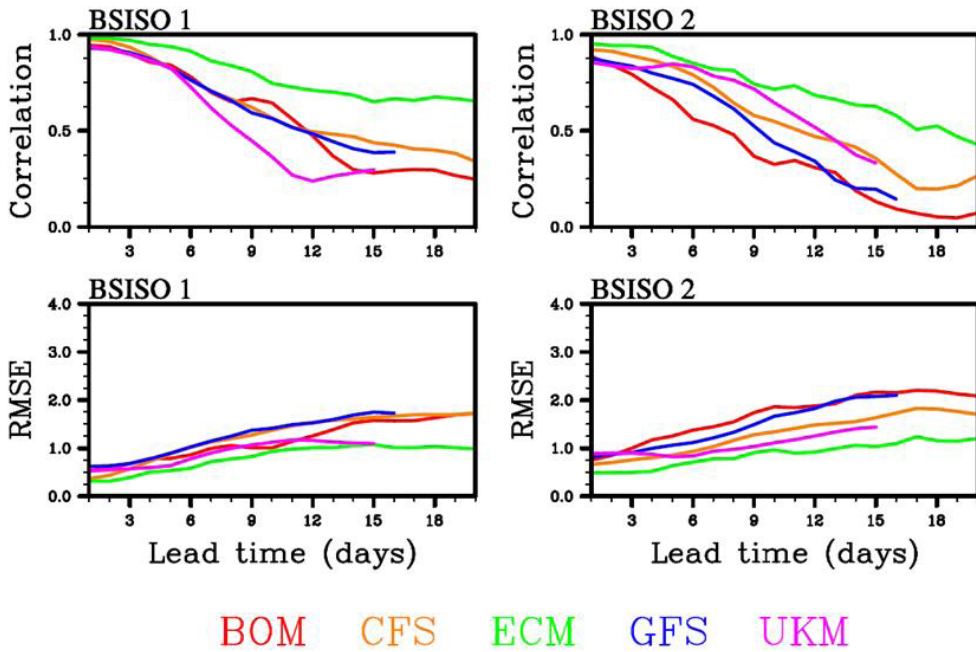 BSISO 1
BSISO 2
Correlation
1.0
0.5
0.0
3 6 9 12 15 18
Correlation
1.0
0.5
0.0
3 6 9 12 15 18
BSISO 1
BSISO 2
RMSE
4.0
3.0
2.0
1.0
0.0
3 6 9 12 15 18
Lead time (days)
RMSE
4.0
3.0
2.0
1.0
0.0
3 6 9 12 15 18
Lead time (days)
BOM CFS ECM GFS UKM